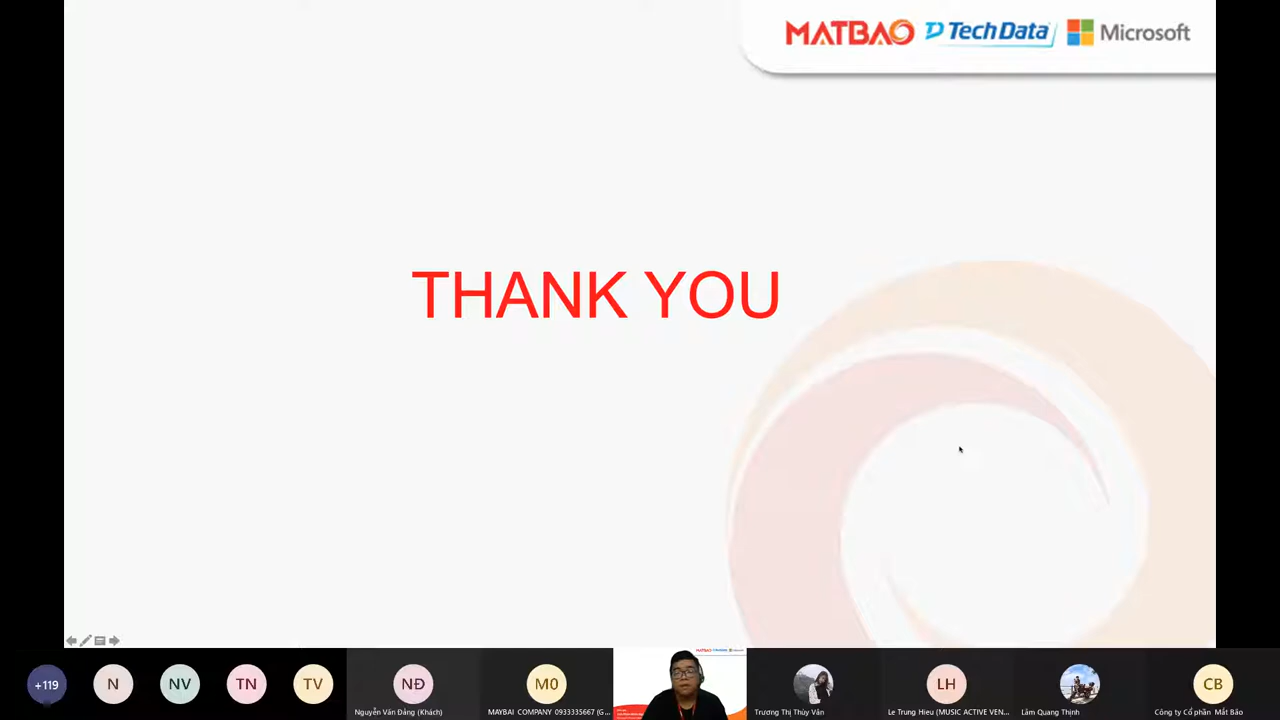 MATBAO TechData Microsoft
THANK YOU
+119
N
NV
TN
TV
NĐ
Nguyễn Văn Đảng (Khách)
M0
MAYBAI COMPANY 0933335667 (G...
Trương Thị Thùy Vân
LH
Le Trung Hieu (MUSIC ACTIVE VEN...
Lâm Quang Thịnh
CB
Công ty Cổ phần Mắt Bão